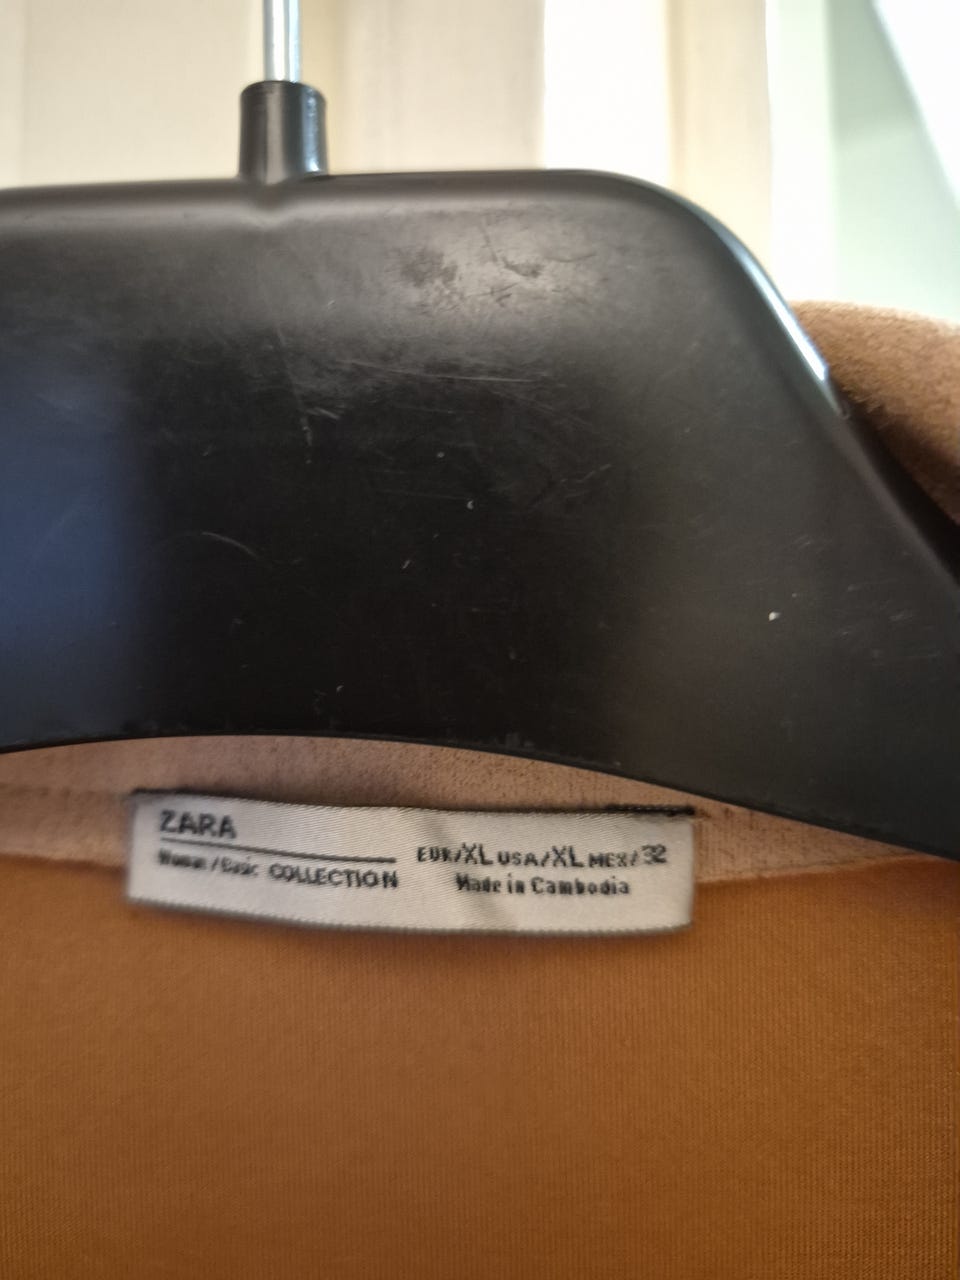 ZARA
Woman/Basic COLLECTION
EUR/XL USA/XL MEX/32
Made in Cambodia